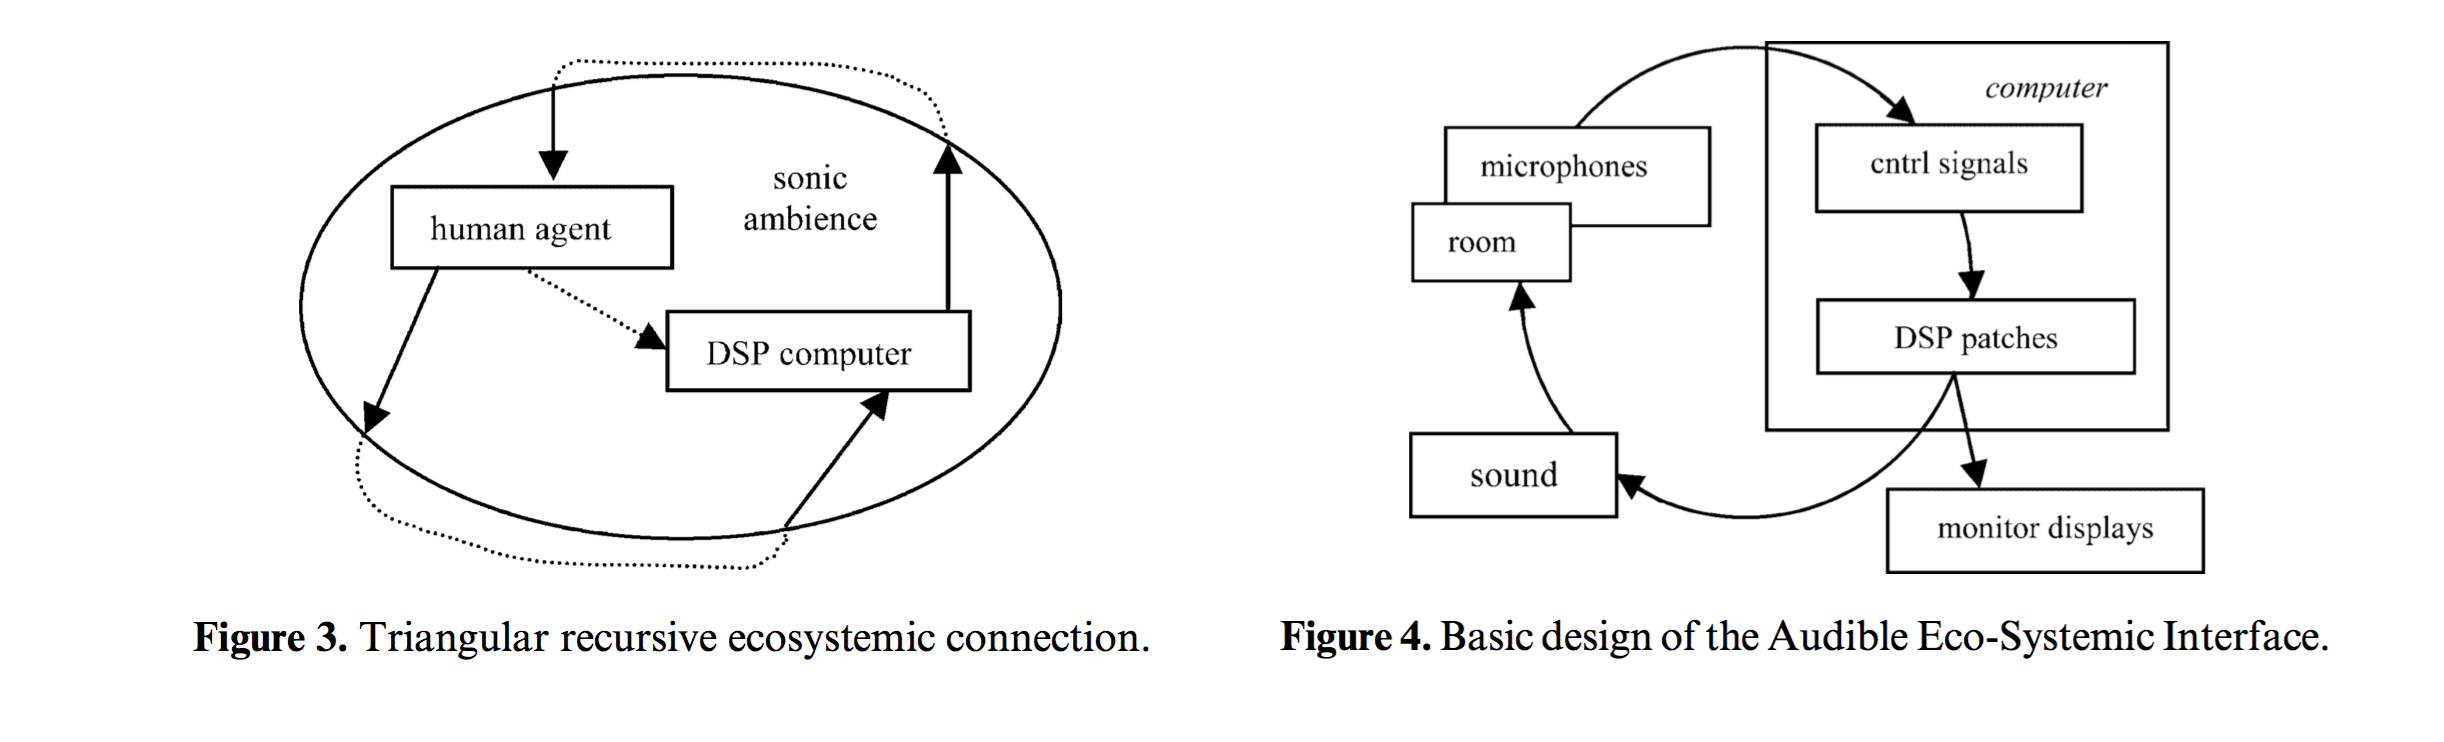 sonic
ambience
human agent
DSP computer
Figure 3. Triangular recursive ecosystemic connection.
computer
microphones
cntrl signals
room
DSP patches
sound
monitor displays
Figure 4. Basic design of the Audible Eco-Systemic Interface.